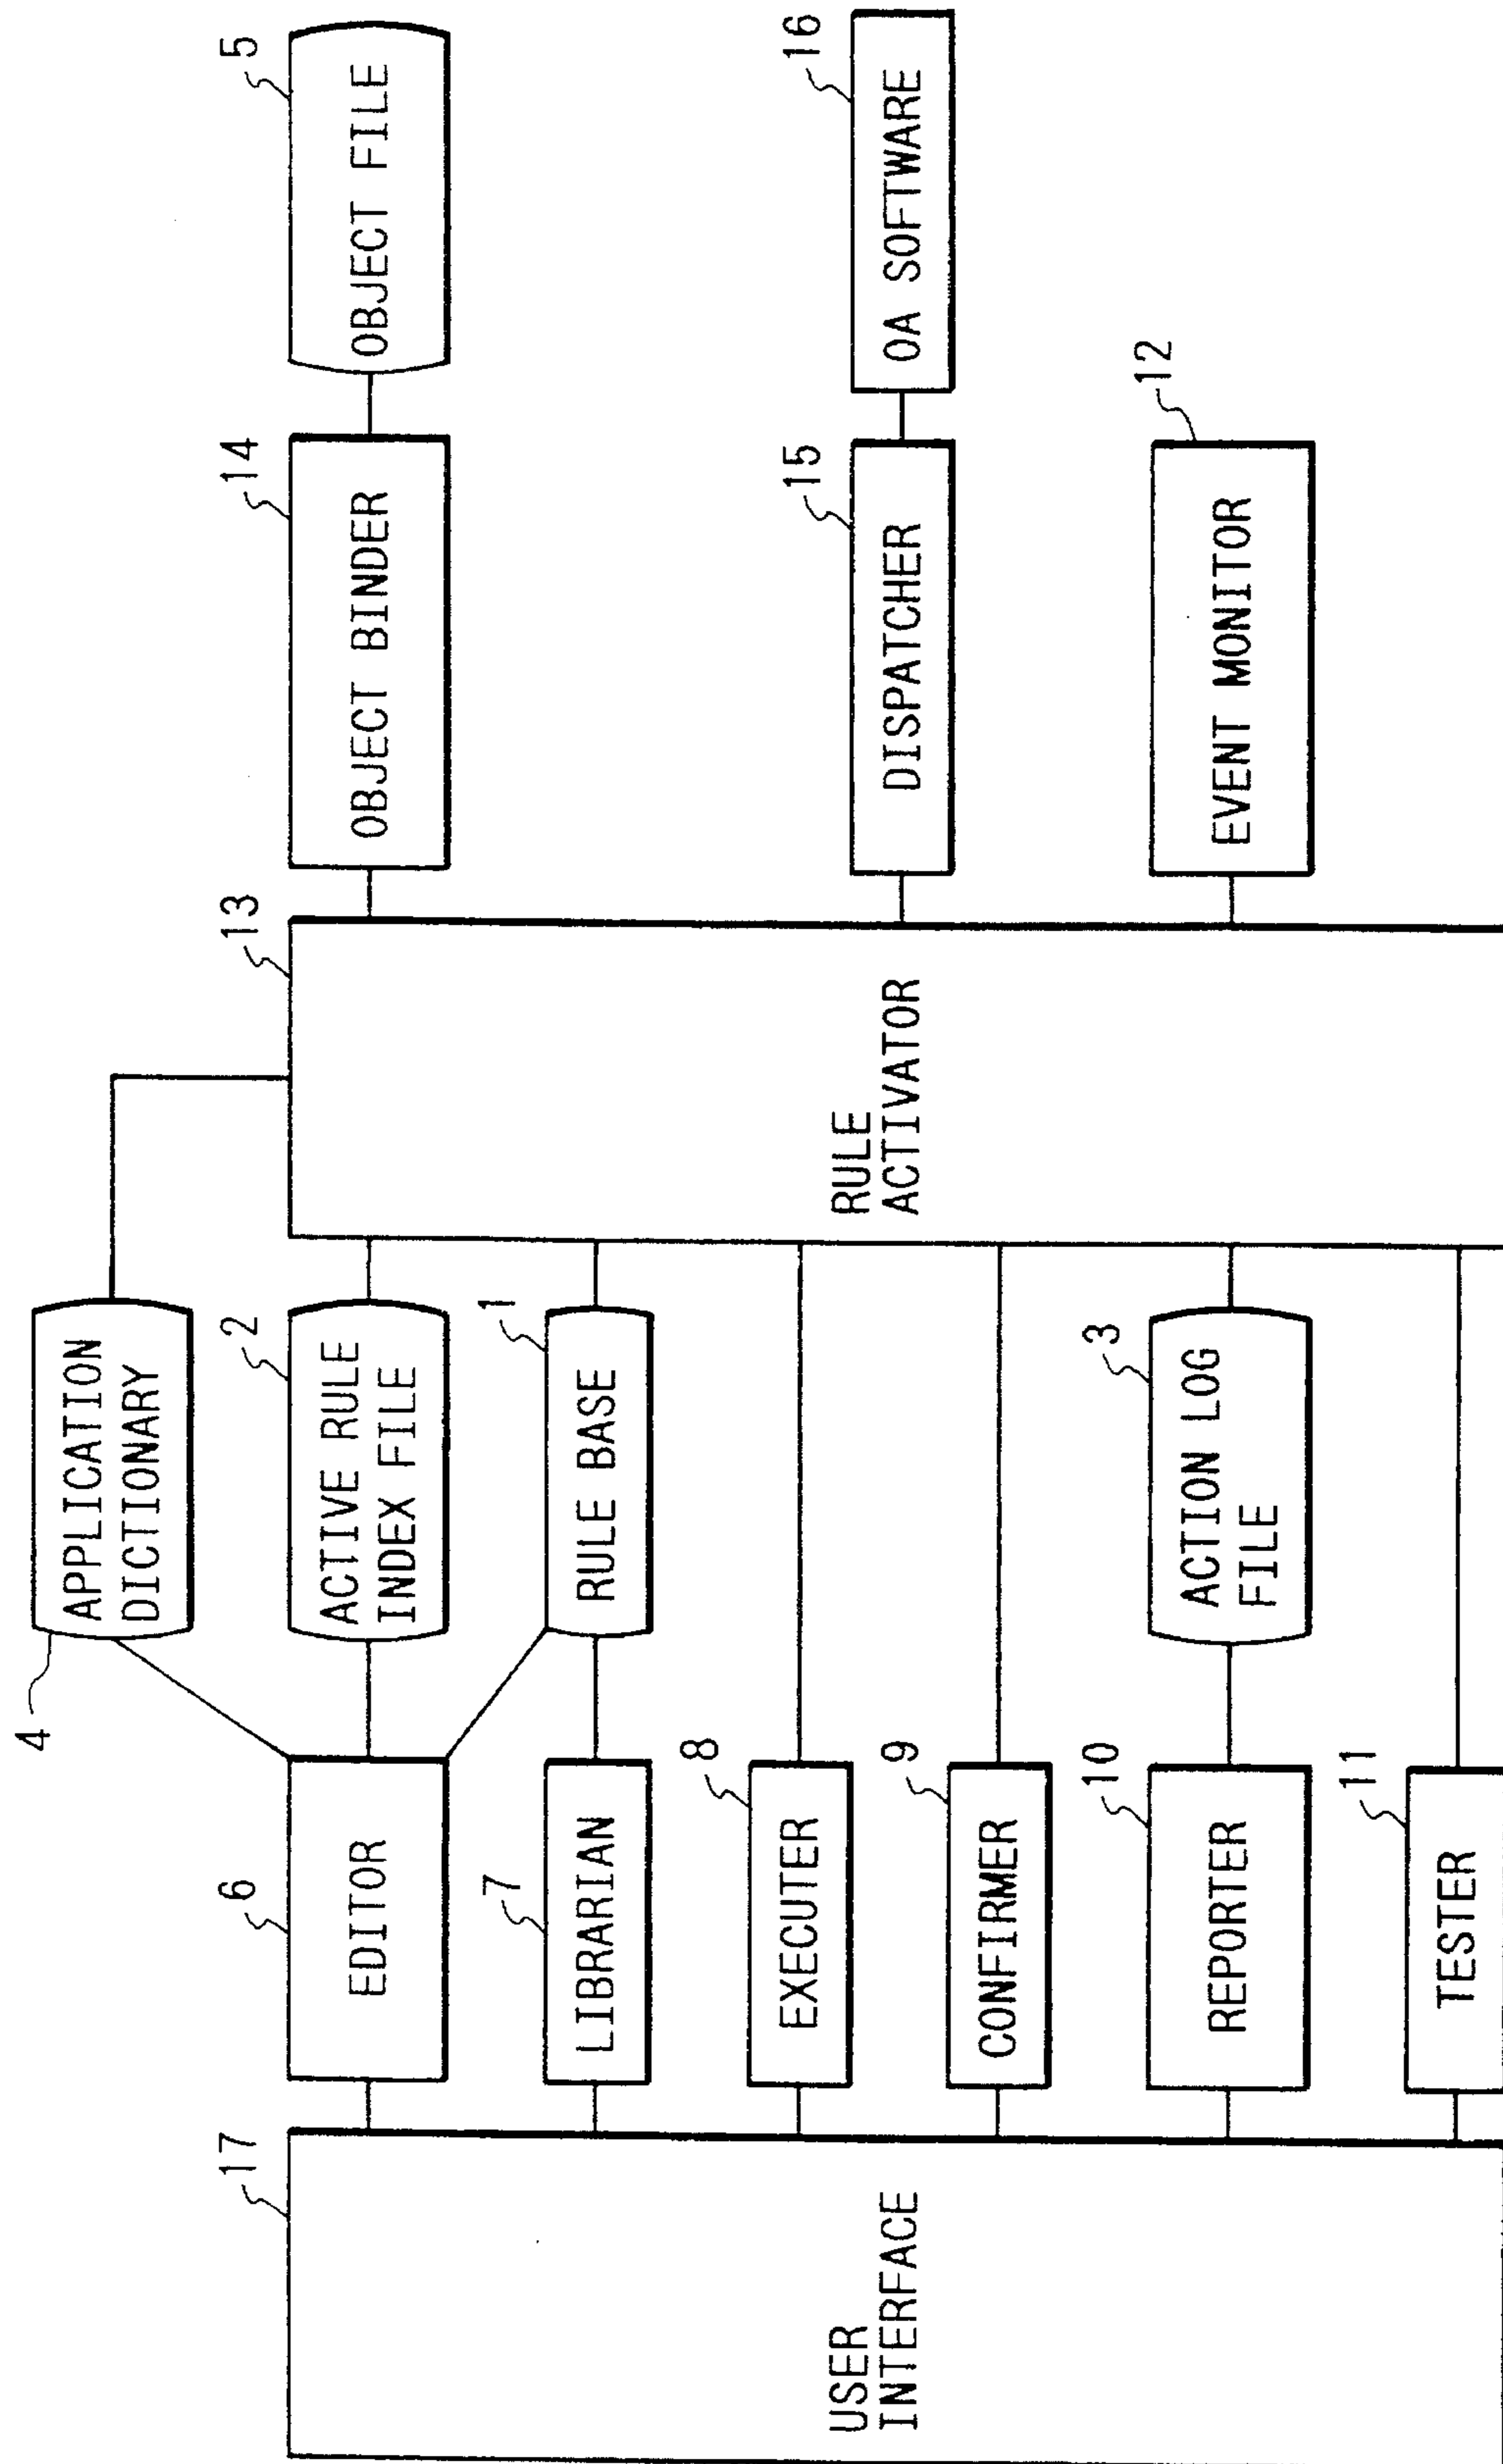 4
APPLICATION
DICTIONARY
17
USER
INTERFACE
6
EDITOR
2
ACTIVE RULE
INDEX FILE
13
RULE
ACTIVATOR
14
OBJECT BINDER
5
OBJECT FILE
7
LIBRARIAN
1
RULE BASE
8
EXECUTER
15
DISPATCHER
16
OA SOFTWARE
9
CONFIRMER
10
REPORTER
3
ACTION LOG
FILE
12
EVENT MONITOR
11
TESTER